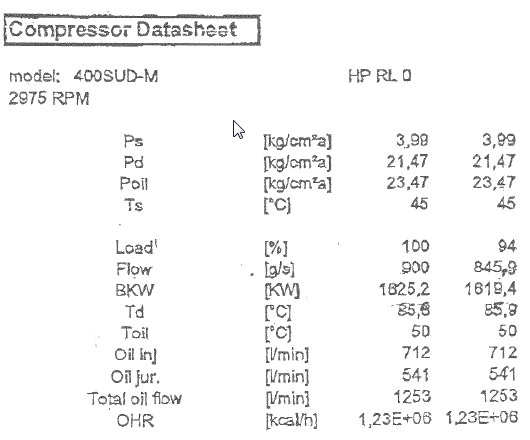 Compressor Datasheet
model: 400SUD-M HP RL 0
2975 RPM
Ps [kg/cm²a] 3,99 3,99
Pd [kg/cm²a] 21,47 21,47
Poil [kg/cm²a] 23,47 23,47
Ts [°C] 45 45
Load [%] 100 94
Flow [g/s] 900 845,9
BKW [KW] 1625,2 1619,4
Td [°C] 85,6 85,9
Toil [°C] 50 50
Oil inj [l/min] 712 712
Oil jur. [l/min] 541 541
Total oil flow [l/min] 1253 1253
OHR [kcal/h] 1,23E+06 1,23E+06